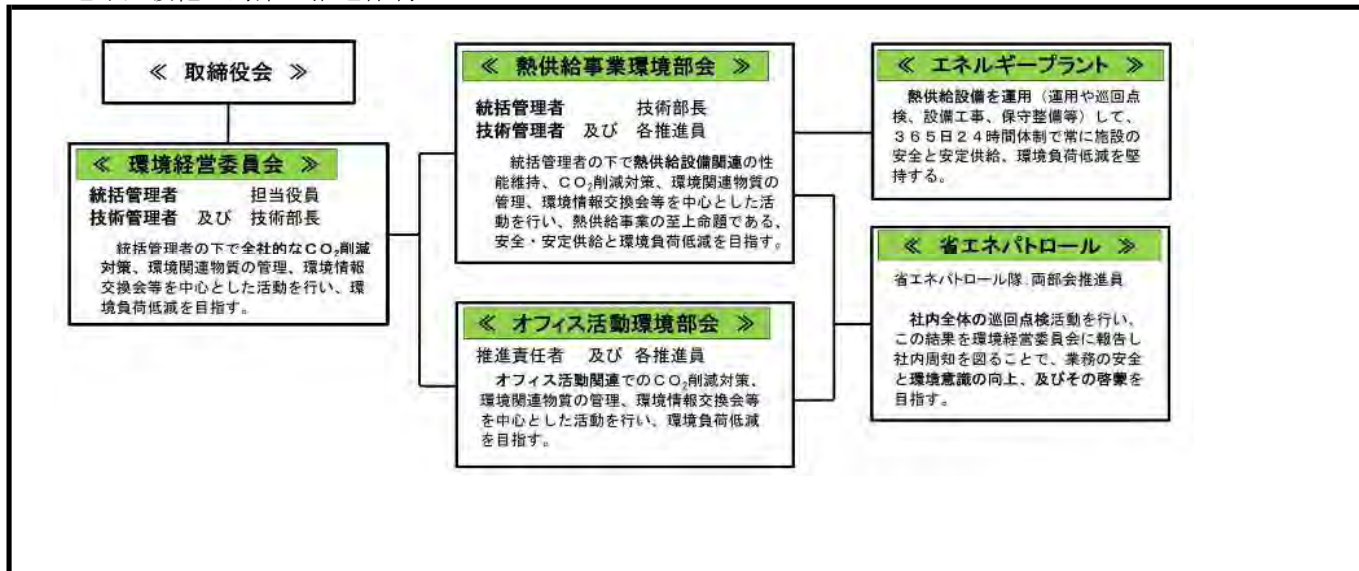 ≪ 取締役会 ≫
≪ 環境経営委員会 ≫
統括管理者 担当役員
技術管理者 及び 技術部長
統括管理者の下で全社的なCO₂削減
対策、環境関連物質の管理、環境情報
交換会等を中心とした活動を行い、環
境負荷低減を目指す。
≪ 熱供給事業環境部会 ≫
統括管理者 技術部長
技術管理者 及び 各推進員
統括管理者の下で熱供給設備関連の性
能維持、CO₂削減対策、環境関連物質の
管理、環境情報交換会等を中心とした活
動を行い、熱供給事業の至上命題である、
安全・安定供給と環境負荷低減を目指す。
≪ オフィス活動環境部会 ≫
推進責任者 及び 各推進員
オフィス活動関連でのCO₂削減対策、
環境関連物質の管理、環境情報交換会等
を中心とした活動を行い、環境負荷低減
を目指す。
≪ エネルギープラント ≫
熱供給設備を運用（運用や巡回点
検、設備工事、保守整備等）して、
365日24時間体制で常に施設の
安全と安定供給、環境負荷低減を堅
持する。
≪ 省エネパトロール ≫
省エネパトロール隊 両部会推進員
社内全体の巡回点検活動を行い、
この結果を環境経営委員会に報告し
社内周知を図ることで、業務の安全
と環境意識の向上、及びその啓蒙を
目指す。